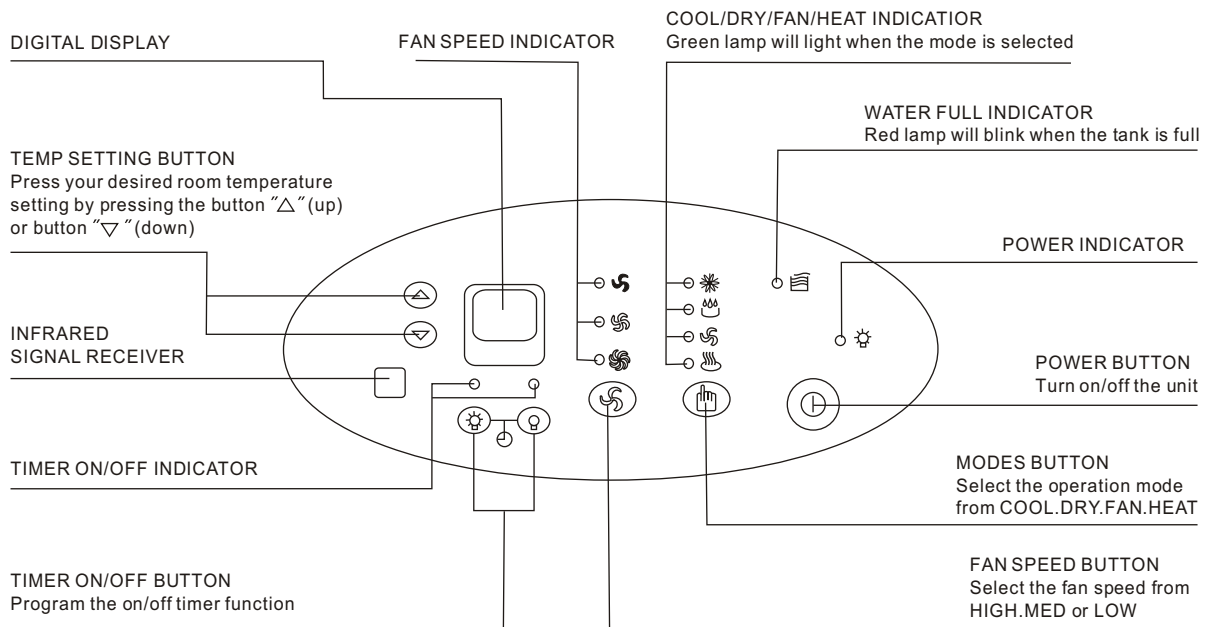 COOL/DRY/FAN/HEAT INDICATIOR
Green lamp will light when the mode is selected
DIGITAL DISPLAY
FAN SPEED INDICATOR
WATER FULL INDICATOR
Red lamp will blink when the tank is full
TEMP SETTING BUTTON
Press your desired room temperature
setting by pressing the button "△"(up)
or button "▽ "(down)
POWER INDICATOR
INFRARED
SIGNAL RECEIVER
POWER BUTTON
Turn on/off the unit
TIMER ON/OFF INDICATOR
MODES BUTTON
Select the operation mode
from COOL.DRY.FAN.HEAT
TIMER ON/OFF BUTTON
Program the on/off timer function
FAN SPEED BUTTON
Select the fan speed from
HIGH.MED or LOW